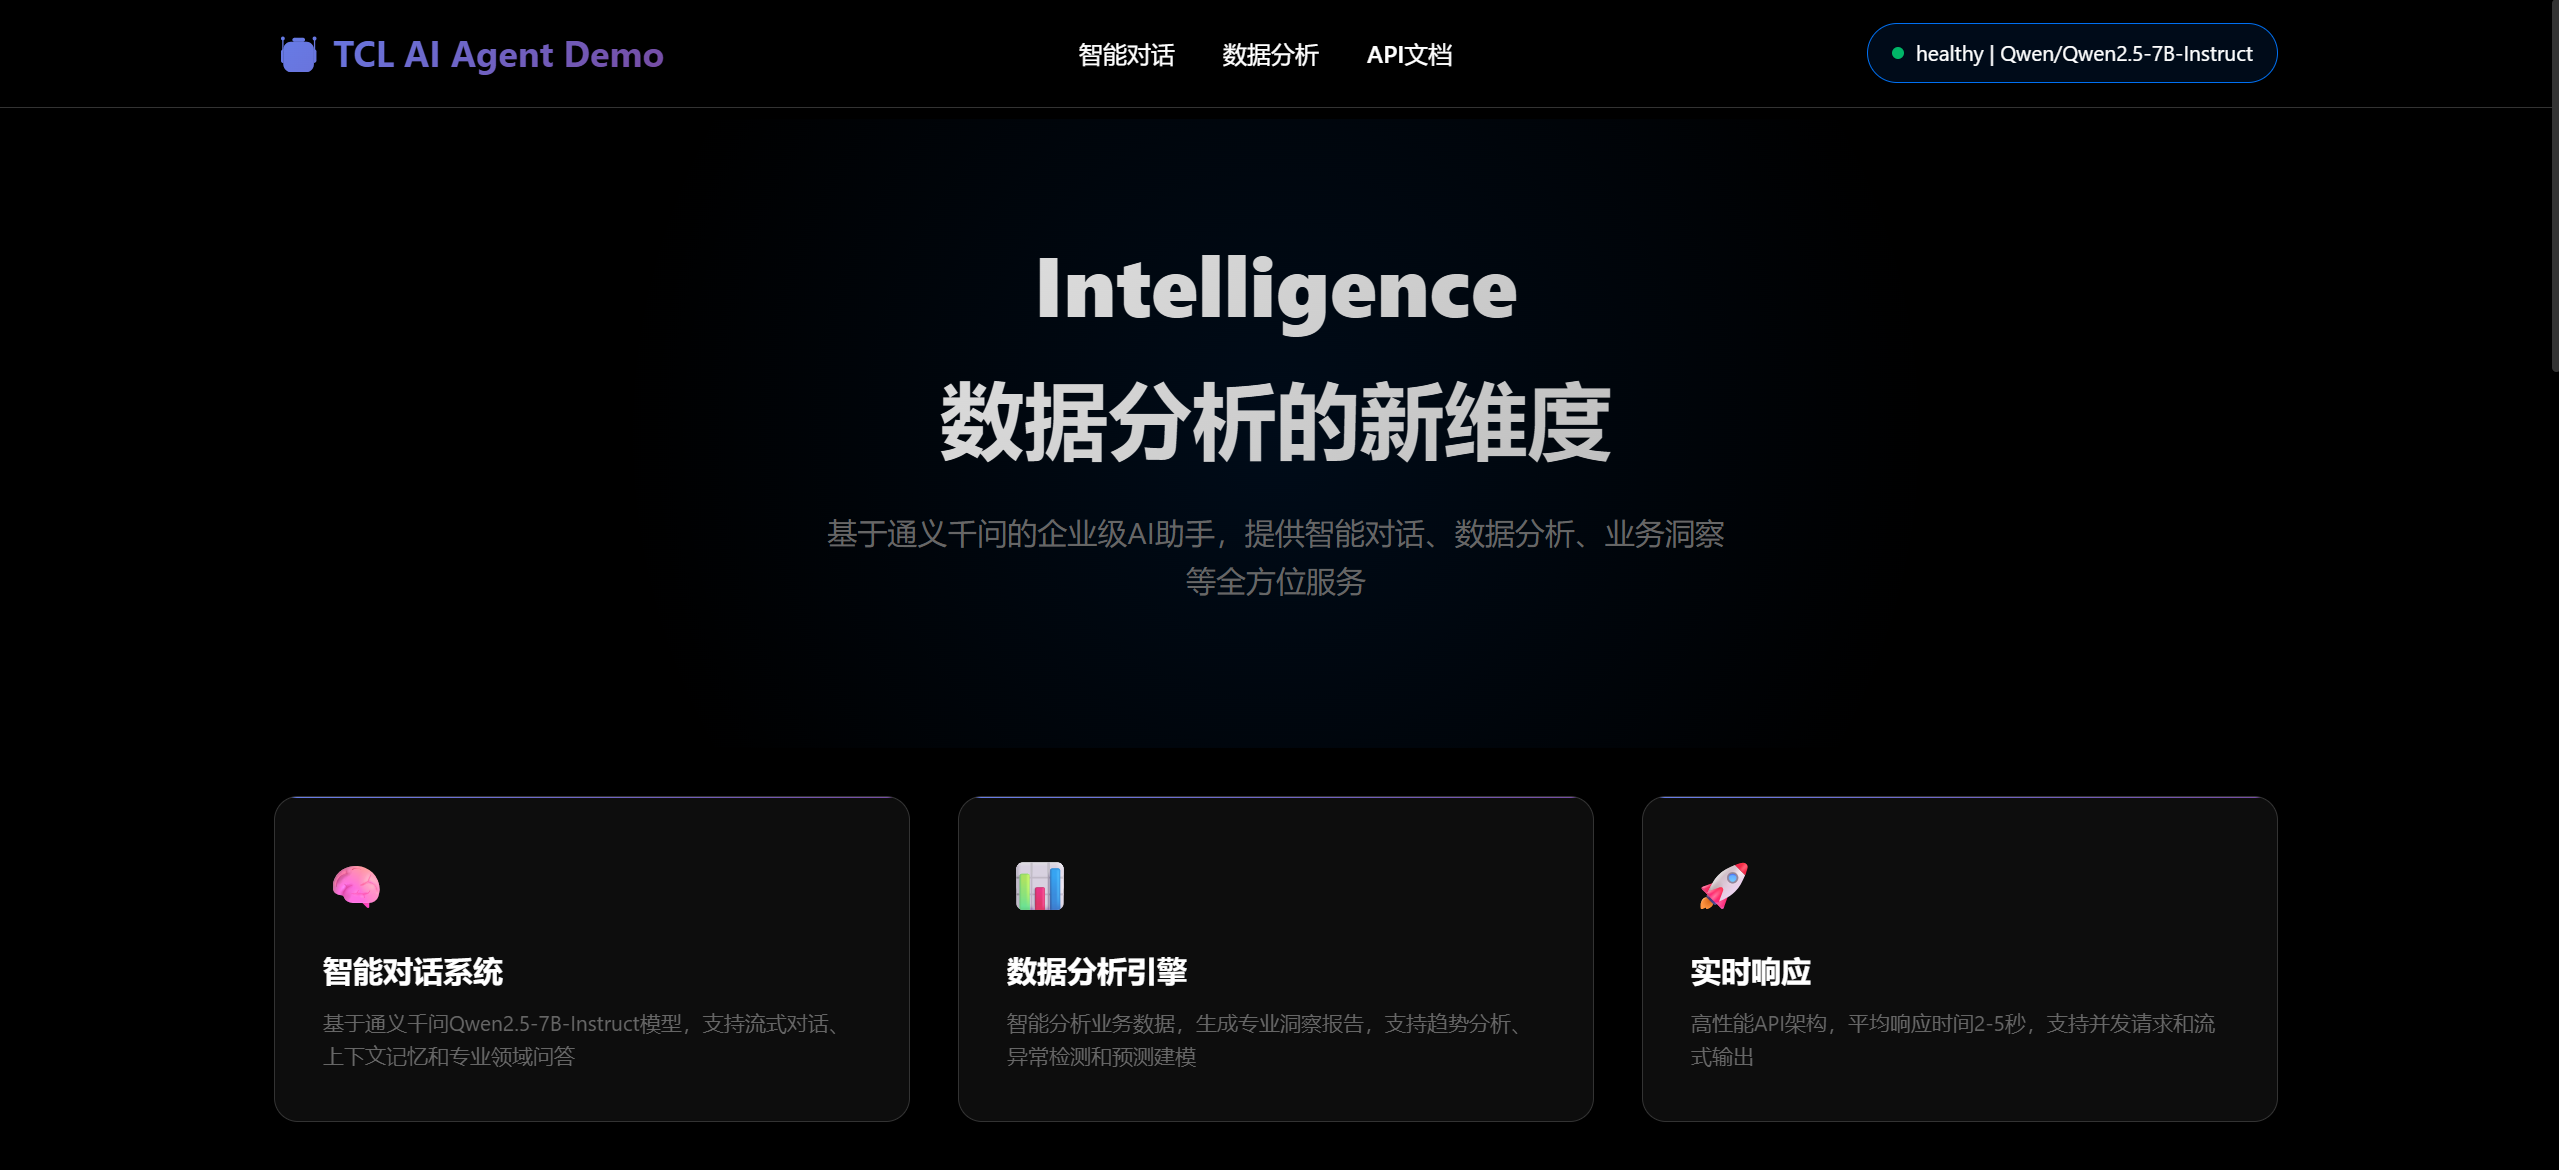 TCL AI Agent Demo
智能对话
数据分析
API文档
healthy | Qwen/Qwen2.5-7B-Instruct
Intelligence
数据分析的新维度
基于通义千问的企业级AI助手，提供智能对话、数据分析、业务洞察
等全方位服务
智能对话系统
基于通义千问Qwen2.5-7B-Instruct模型，支持流式对话、
上下文记忆和专业领域问答
数据分析引擎
智能分析业务数据，生成专业洞察报告，支持趋势分析、
异常检测和预测建模
实时响应
高性能API架构，平均响应时间2-5秒，支持并发请求和流
式输出